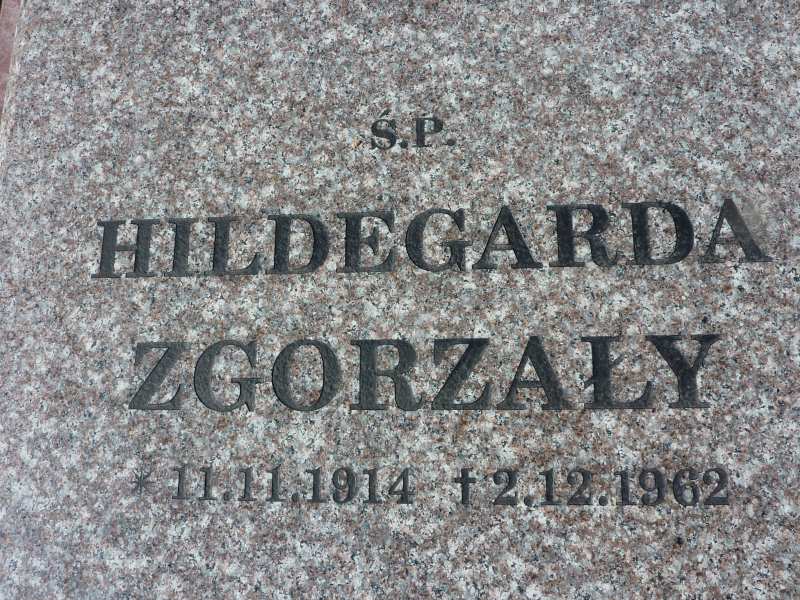 Ś.P.
HILDEGARDA
ZGORZAŁY
* 11.11.1914 † 2.12.1962